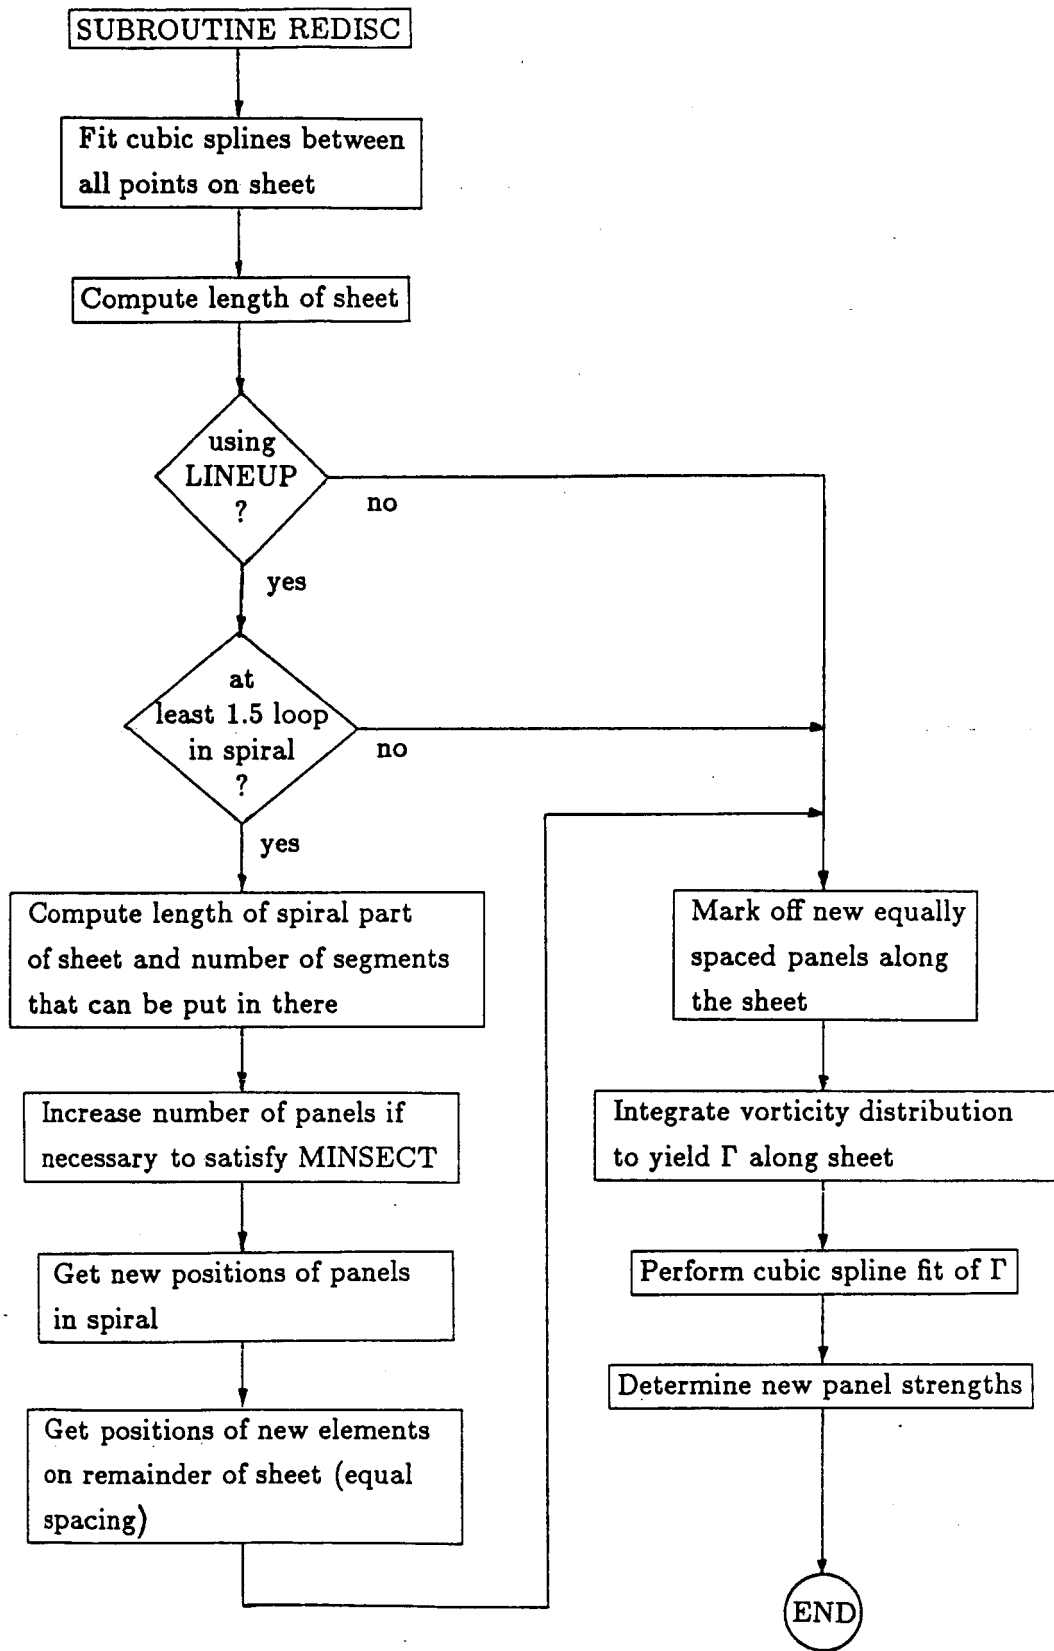 SUBROUTINE REDISC
Fit cubic splines between
all points on sheet
Compute length of sheet
using
LINEUP
?
no
yes
at
least 1.5 loop
in spiral
?
no
yes
Compute length of spiral part
of sheet and number of segments
that can be put in there
Increase number of panels if
necessary to satisfy MINSECT
Get new positions of panels
in spiral
Get positions of new elements
on remainder of sheet (equal
spacing)
Mark off new equally
spaced panels along
the sheet
Integrate vorticity distribution
to yield Γ along sheet
Perform cubic spline fit of Γ
Determine new panel strengths
END